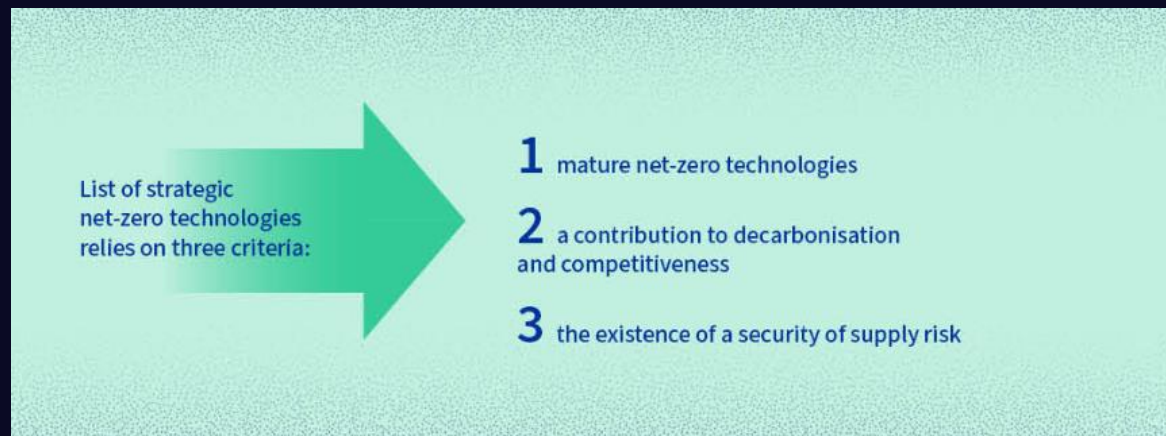 List of strategic
net-zero technologies
relies on three criteria:
1 mature net-zero technologies
2 a contribution to decarbonisation
and competitiveness
3 the existence of a security of supply risk